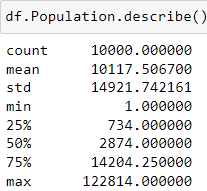 df.Population.describe()
count 10000.000000
mean 10117.506700
std 14921.742161
min 1.000000
25% 734.000000
50% 2874.000000
75% 14204.250000
max 122814.000000